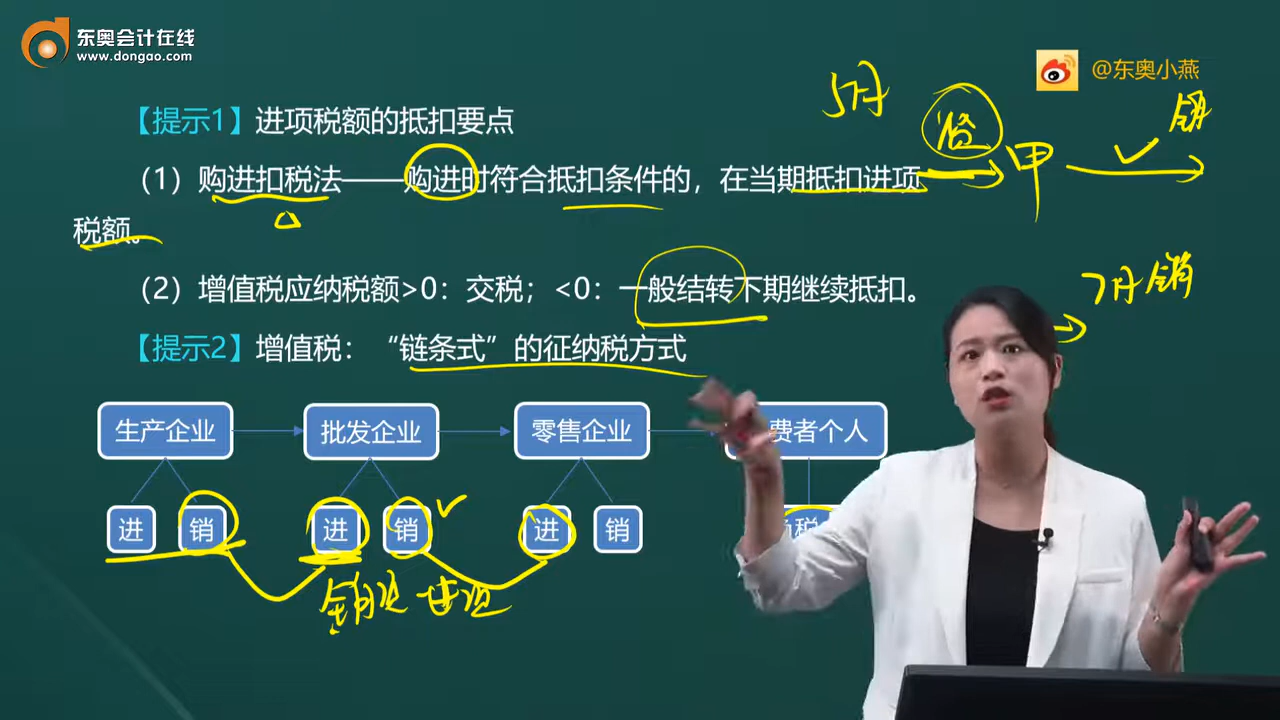 东奥会计在线
www.dongao.com
@东奥小燕
5月
销
【提示1】进项税额的抵扣要点
(1)购进扣税法——购进时符合抵扣条件的，在当期抵扣进项
甲
税额。
7月销
(2)增值税应纳税额>0：交税；<0：一般结转下期继续抵扣。
【提示2】增值税：“链条式”的征纳税方式
生产企业
批发企业
零售企业
费者个人
进
销
进
销
进
销
税
销项 进项